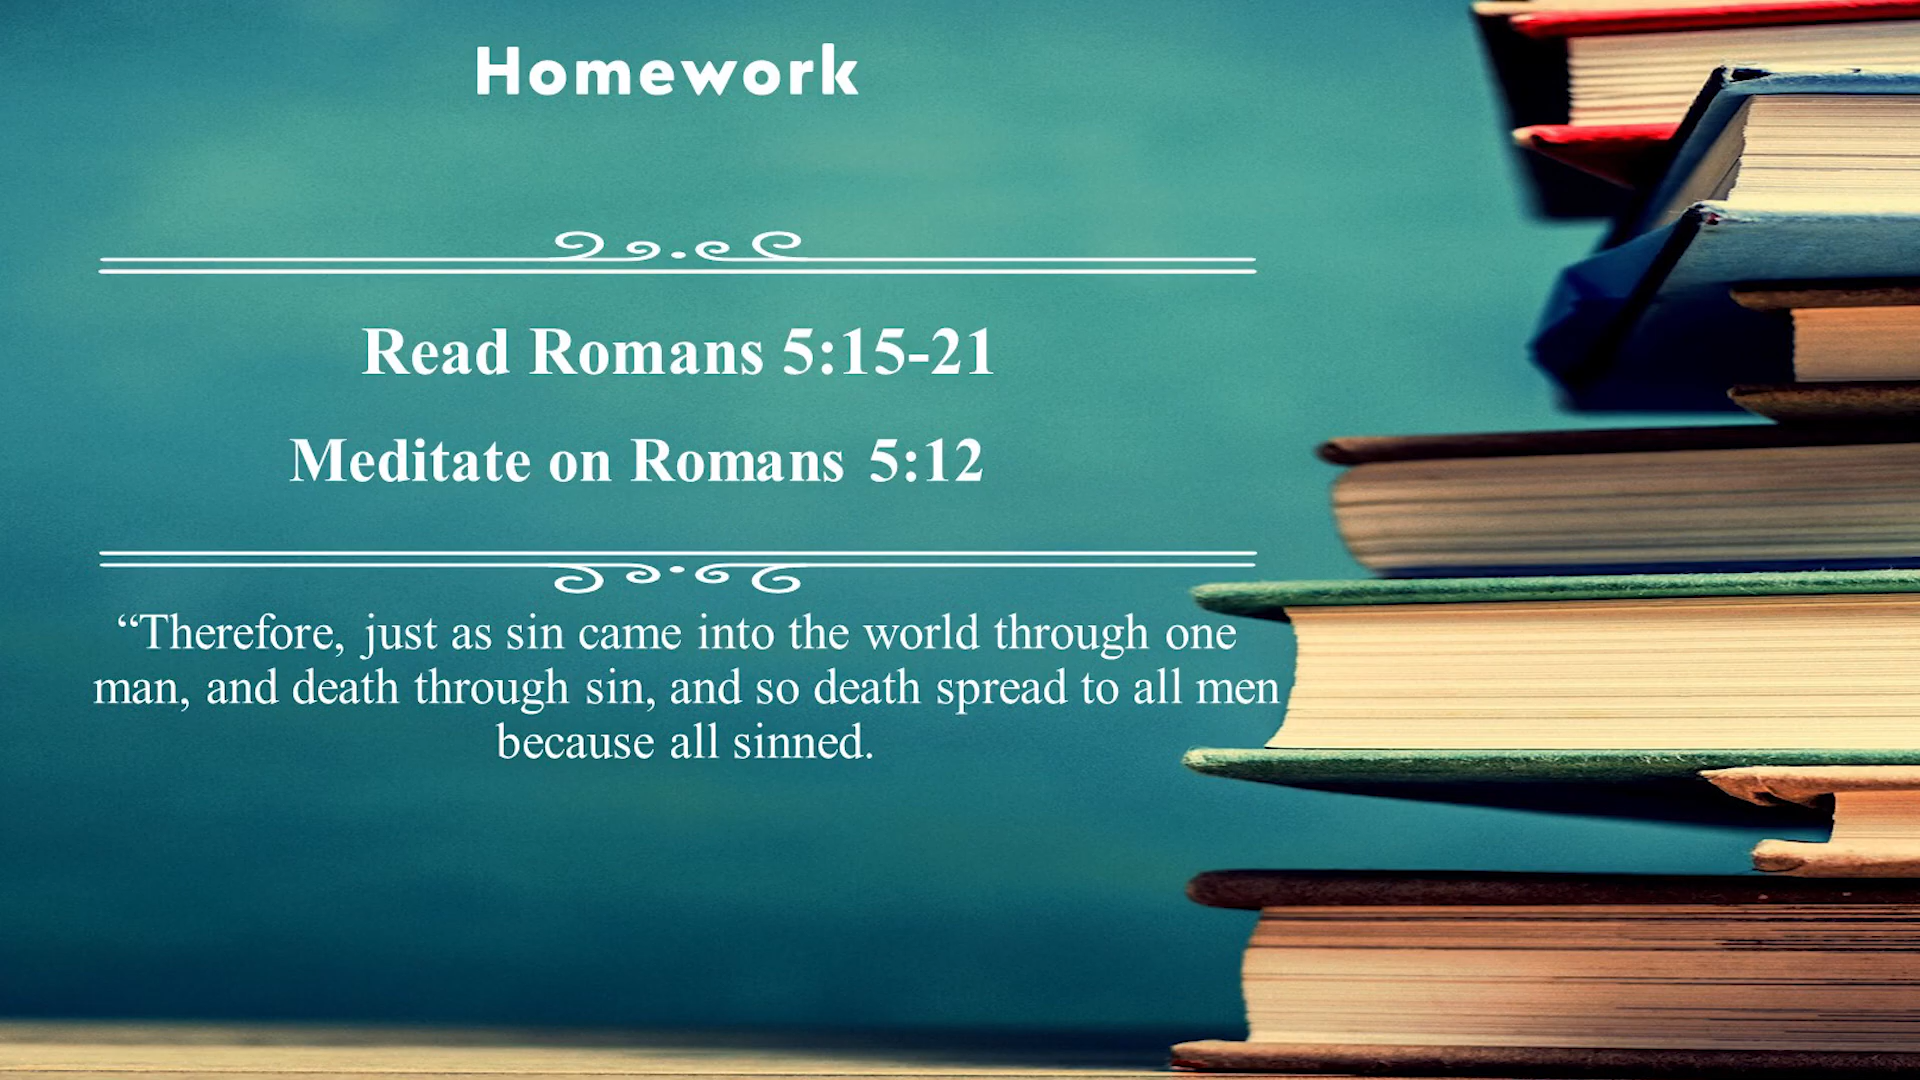 Homework
Read Romans 5:15-21
Meditate on Romans 5:12
“Therefore, just as sin came into the world through one
man, and death through sin, and so death spread to all men
because all sinned.